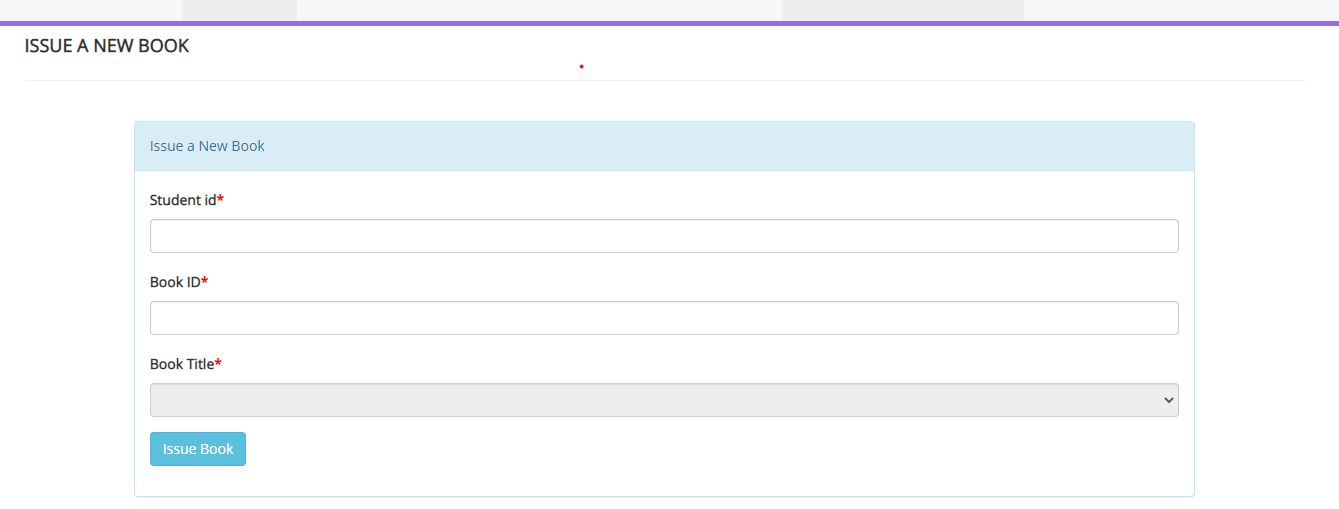 ISSUE A NEW BOOK
Issue a New Book
Student id*
Book ID*
Book Title*
Issue Book